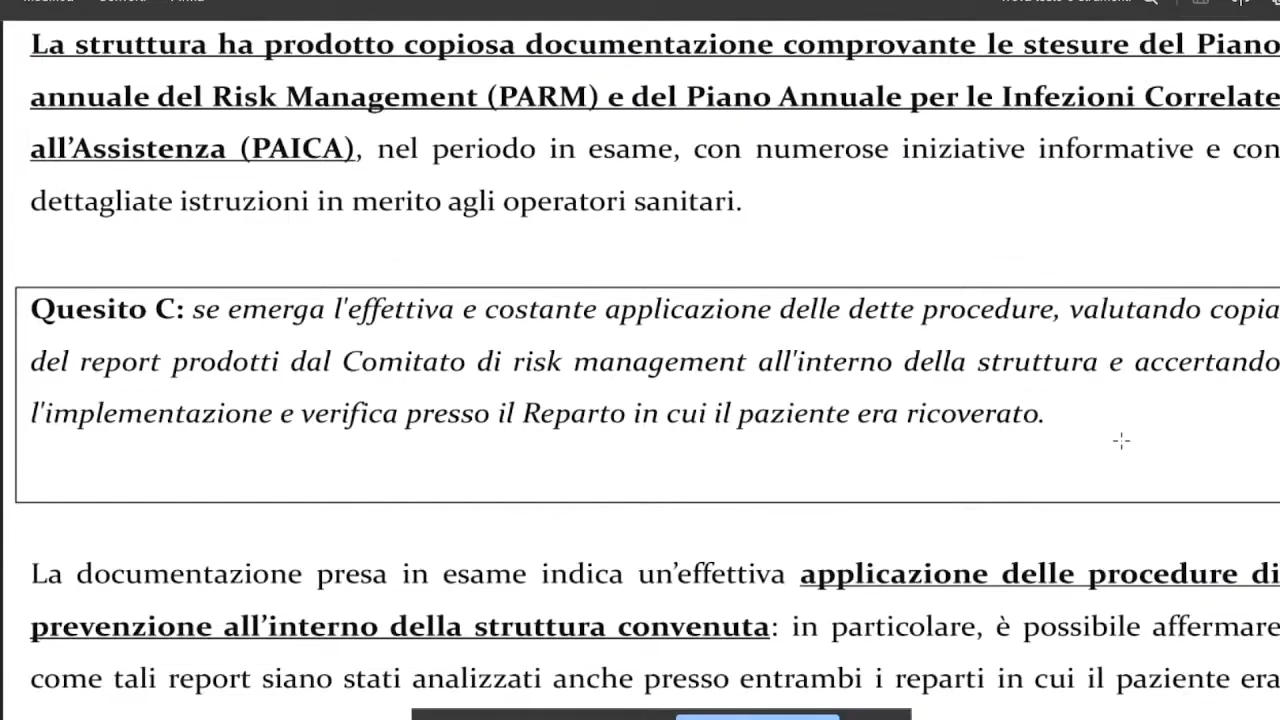 La struttura ha prodotto copiosa documentazione comprovante le stesure del Piano
annuale del Risk Management (PARM) e del Piano Annuale per le Infezioni Correlate
all’Assistenza (PAICA), nel periodo in esame, con numerose iniziative informative e con
dettagliate istruzioni in merito agli operatori sanitari.
Quesito C: se emerga l'effettiva e costante applicazione delle dette procedure, valutando copia
del report prodotti dal Comitato di risk management all'interno della struttura e accertando
l'implementazione e verifica presso il Reparto in cui il paziente era ricoverato.
La documentazione presa in esame indica un’effettiva applicazione delle procedure di
prevenzione all’interno della struttura convenuta: in particolare, è possibile affermare
come tali report siano stati analizzati anche presso entrambi i reparti in cui il paziente era